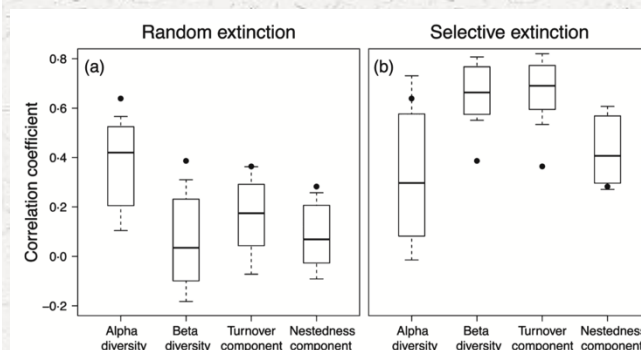 Random extinction
Selective extinction
(a)
(b)
Correlation coefficient
0·8
0·6
0·4
0·2
0·0
−0·2
Alpha diversity
Beta diversity
Turnover component
Nestedness component
Alpha diversity
Beta diversity
Turnover component
Nestedness component